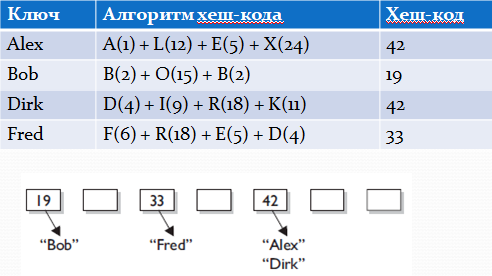 Ключ Алгоритм хеш-кода Хеш-код
Alex A(1) + L(12) + E(5) + X(24) 42
Bob B(2) + O(15) + B(2) 19
Dirk D(4) + I(9) + R(18) + K(11) 42
Fred F(6) + R(18) + E(5) + D(4) 33
19 33 42
“Bob” “Fred” “Alex”
“Dirk”